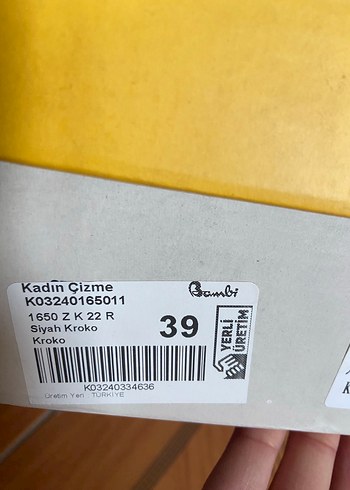 Kadın Çizme
Bambi
K03240165011
1650 Z K 22 R
Siyah Kroko
Kroko
39
YERLİ
ÜRETİM
K03240334636
Üretim Yeri TÜRKİYE
K